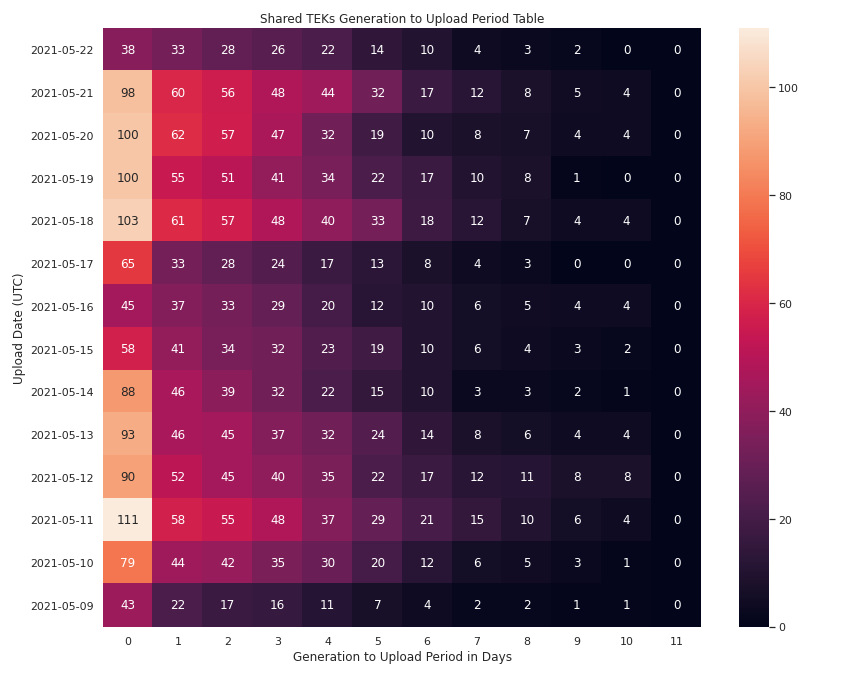 Shared TEKs Generation to Upload Period Table
Upload Date (UTC)
2021-05-22 38 33 28 26 22 14 10 4 3 2 0 0
2021-05-21 98 60 56 48 44 32 17 12 8 5 4 0
2021-05-20 100 62 57 47 32 19 10 8 7 4 4 0
2021-05-19 100 55 51 41 34 22 17 10 8 1 0 0
2021-05-18 103 61 57 48 40 33 18 12 7 4 4 0
2021-05-17 65 33 28 24 17 13 8 4 3 0 0 0
2021-05-16 45 37 33 29 20 12 10 6 5 4 4 0
2021-05-15 58 41 34 32 23 19 10 6 4 3 2 0
2021-05-14 88 46 39 32 22 15 10 3 3 2 1 0
2021-05-13 93 46 45 37 32 24 14 8 6 4 4 0
2021-05-12 90 52 45 40 35 22 17 12 11 8 8 0
2021-05-11 111 58 55 48 37 29 21 15 10 6 4 0
2021-05-10 79 44 42 35 30 20 12 6 5 3 1 0
2021-05-09 43 22 17 16 11 7 4 2 2 1 1 0
0 1 2 3 4 5 6 7 8 9 10 11
Generation to Upload Period in Days
100
80
60
40
20
0